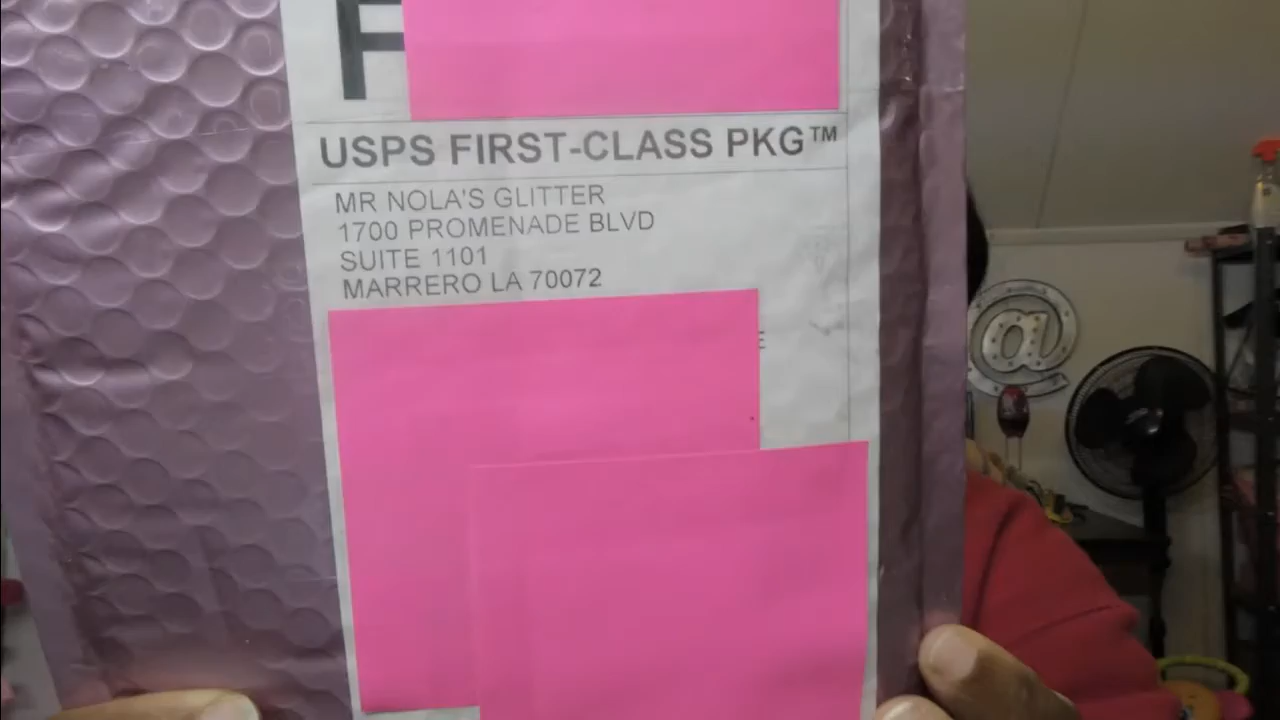 F
USPS FIRST-CLASS PKG™
MR NOLA'S GLITTER
1700 PROMENADE BLVD
SUITE 1101
MARRERO LA 70072
E
@